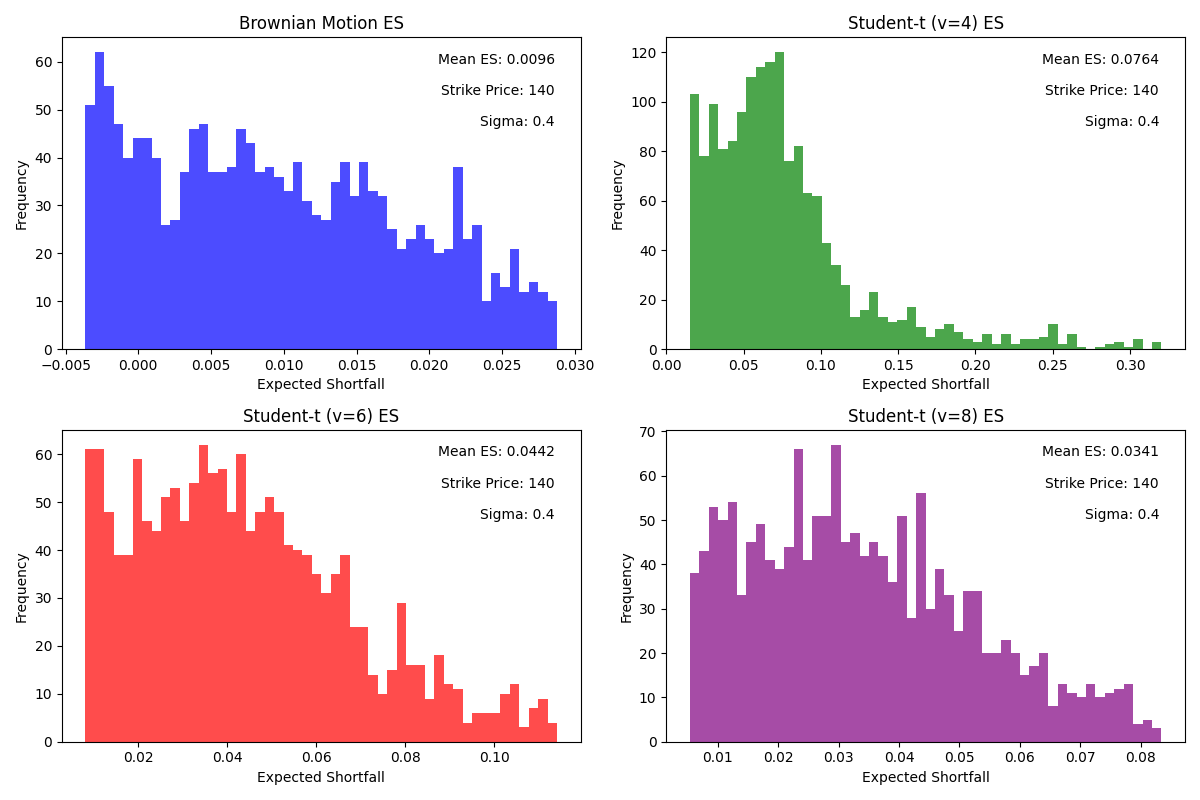 Brownian Motion ES
Mean ES: 0.0096
Strike Price: 140
Sigma: 0.4
Frequency
0
10
20
30
40
50
60
−0.005
0.000
0.005
0.010
0.015
0.020
0.025
0.030
Expected Shortfall
Student-t (v=4) ES
Mean ES: 0.0764
Strike Price: 140
Sigma: 0.4
Frequency
0
20
40
60
80
100
120
0.00
0.05
0.10
0.15
0.20
0.25
0.30
Expected Shortfall
Student-t (v=6) ES
Mean ES: 0.0442
Strike Price: 140
Sigma: 0.4
Frequency
0
10
20
30
40
50
60
0.02
0.04
0.06
0.08
0.10
Expected Shortfall
Student-t (v=8) ES
Mean ES: 0.0341
Strike Price: 140
Sigma: 0.4
Frequency
0
10
20
30
40
50
60
70
0.01
0.02
0.03
0.04
0.05
0.06
0.07
0.08
Expected Shortfall